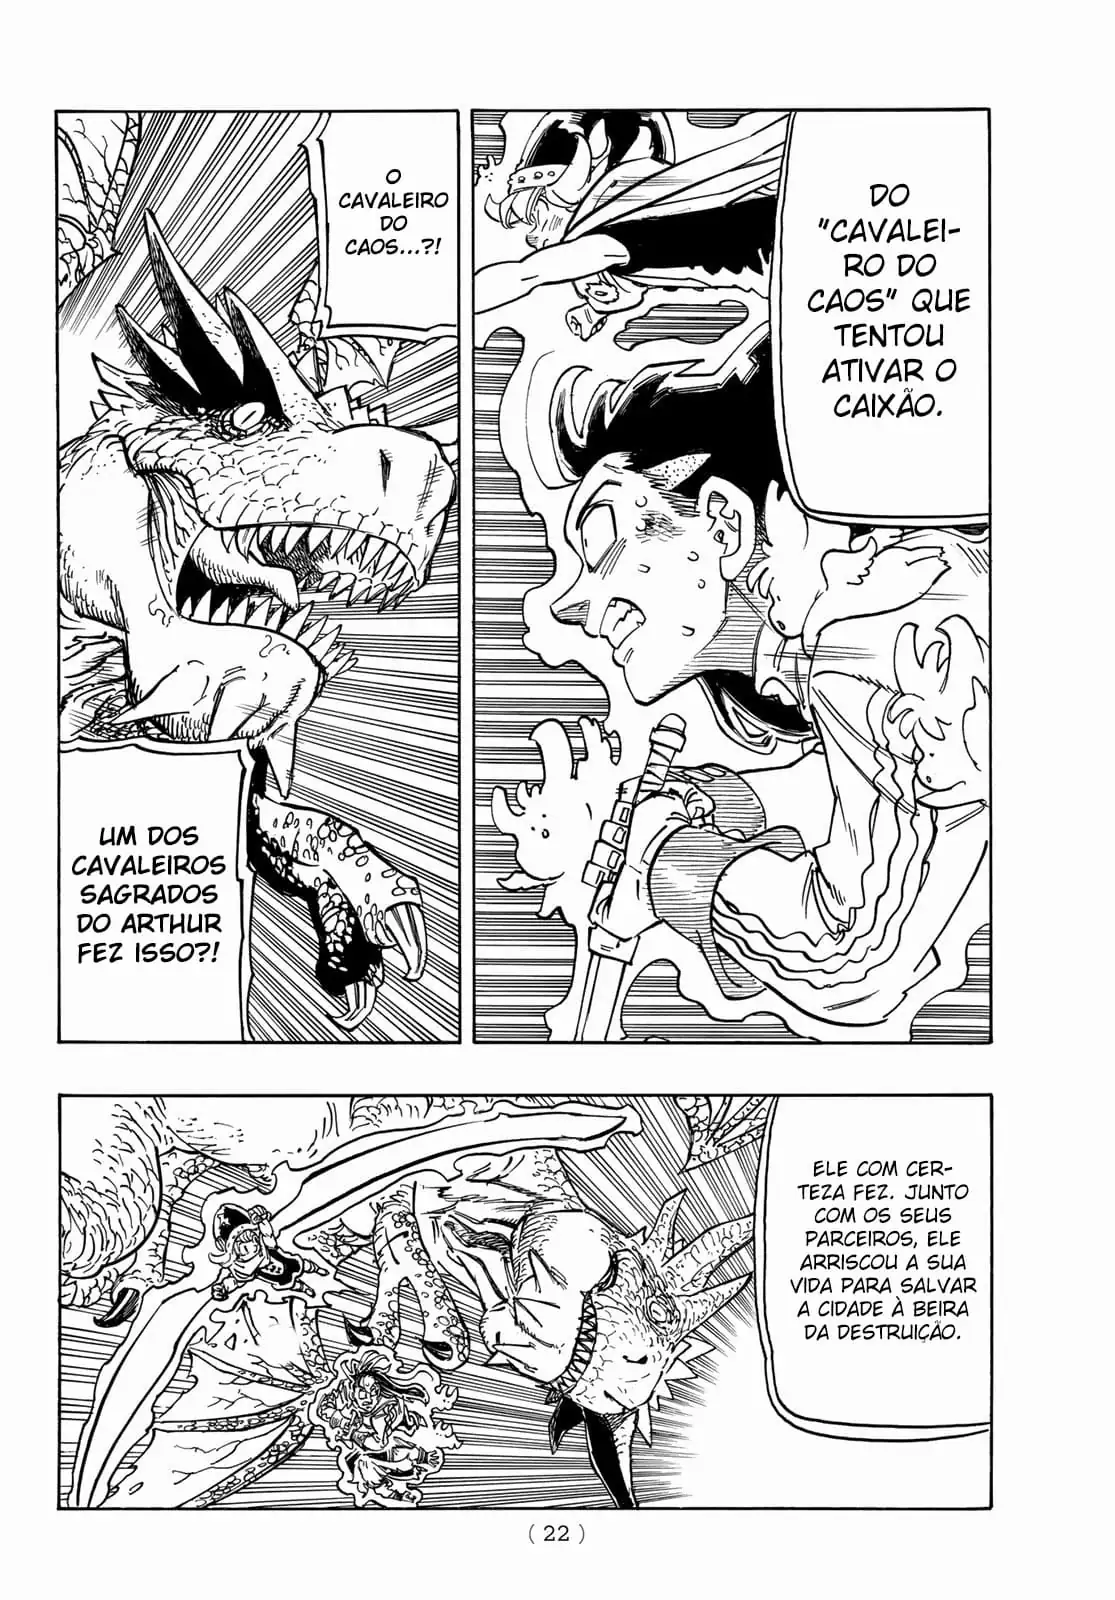 DO
"CAVALEI-
RO DO
CAOS" QUE
TENTOU
ATIVAR O
CAIXÃO.
O
CAVALEIRO
DO
CAOS...?!
UM DOS
CAVALEIROS
SAGRADOS
DO ARTHUR
FEZ ISSO?!
ELE COM CER-
TEZA FEZ. JUNTO
COM OS SEUS
PARCEIROS, ELE
ARRISCOU A SUA
VIDA PARA SALVAR
A CIDADE À BEIRA
DA DESTRUIÇÃO.
( 22 )